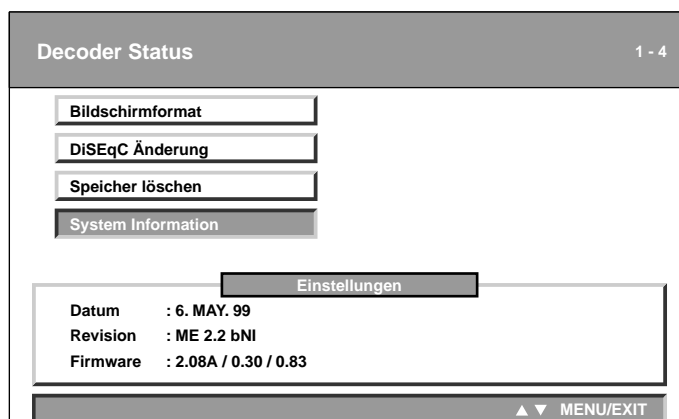 Decoder Status 1 - 4
Bildschirmformat
DiSEqC Änderung
Speicher löschen
System Information
Einstellungen
Datum : 6. MAY. 99
Revision : ME 2.2 bNI
Firmware : 2.08A / 0.30 / 0.83
▲ ▼ MENU/EXIT